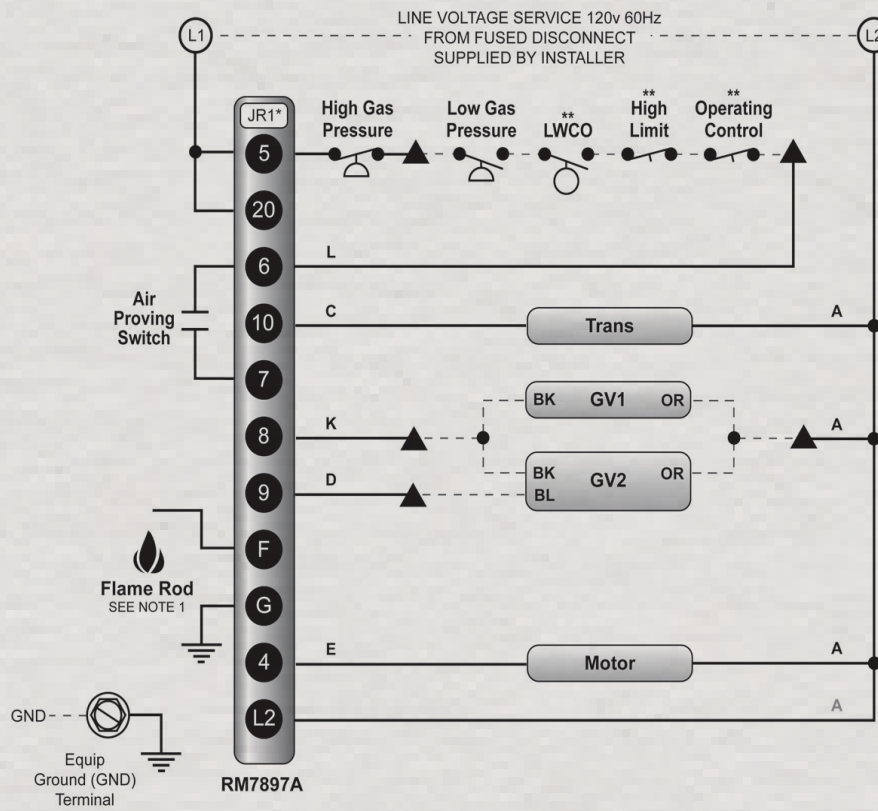 LINE VOLTAGE SERVICE 120v 60Hz
L1
FROM FUSED DISCONNECT
L2
SUPPLIED BY INSTALLER
JR1*
High Gas
Pressure
Low Gas
Pressure
**
LWCO
**
High
Limit
**
Operating
Control
5
20
6
L
Air
Proving
Switch
10
C
Trans
A
7
BK GV1 OR
8
K
A
BK GV2 OR
BL
9
D
F
Flame Rod
SEE NOTE 1
G
4
E
Motor
A
L2
A
GND
Equip
Ground (GND)
Terminal
RM7897A